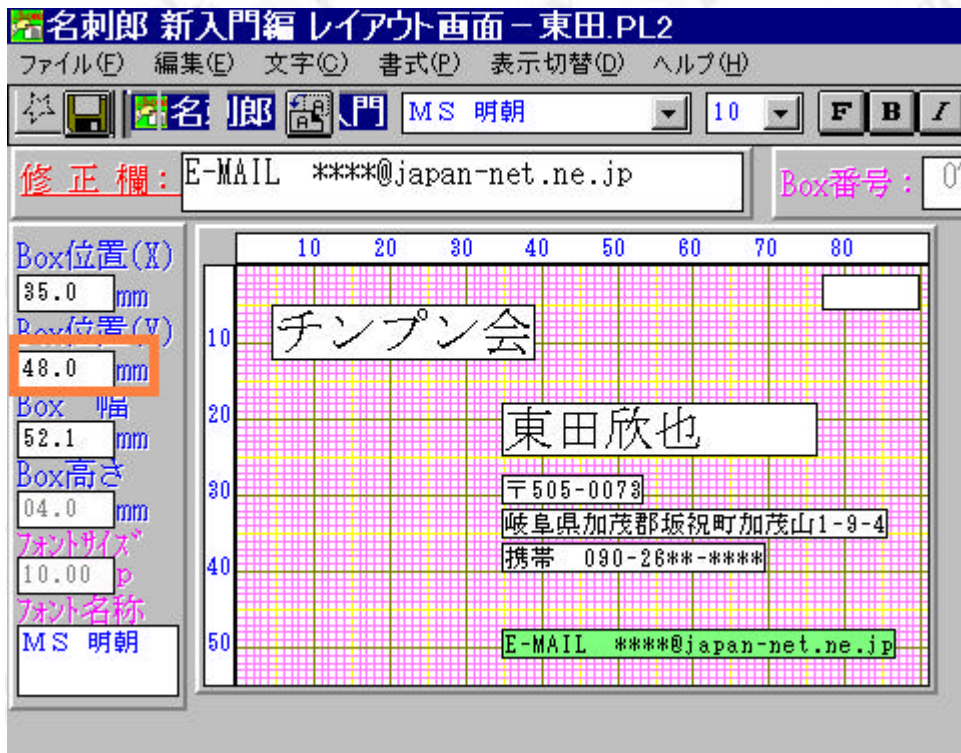 名刺郎 新入門編 レイアウト画面 － 東田.PL2
ファイル(F) 編集(E) 文字(C) 書式(P) 表示切替(D) ヘルプ(H)
名 郎 門 ＭＳ 明朝 10 F B I
修 正 欄： E-MAIL ****@japan-net.ne.jp Box番号：
Box位置(X)
35.0 mm
Box位置(Y)
48.0 mm
Box 幅
52.1 mm
Box高さ
04.0 mm
フォントサイズ
10.00 p
フォント名称
ＭＳ 明朝
10 20 30 40 50 60 70 80
10
20
30
40
50
チンプン会
東田欣也
〒505-0073
岐阜県加茂郡坂祝町加茂山1-9-4
携帯 090-26**-****
E-MAIL ****@japan-net.ne.jp